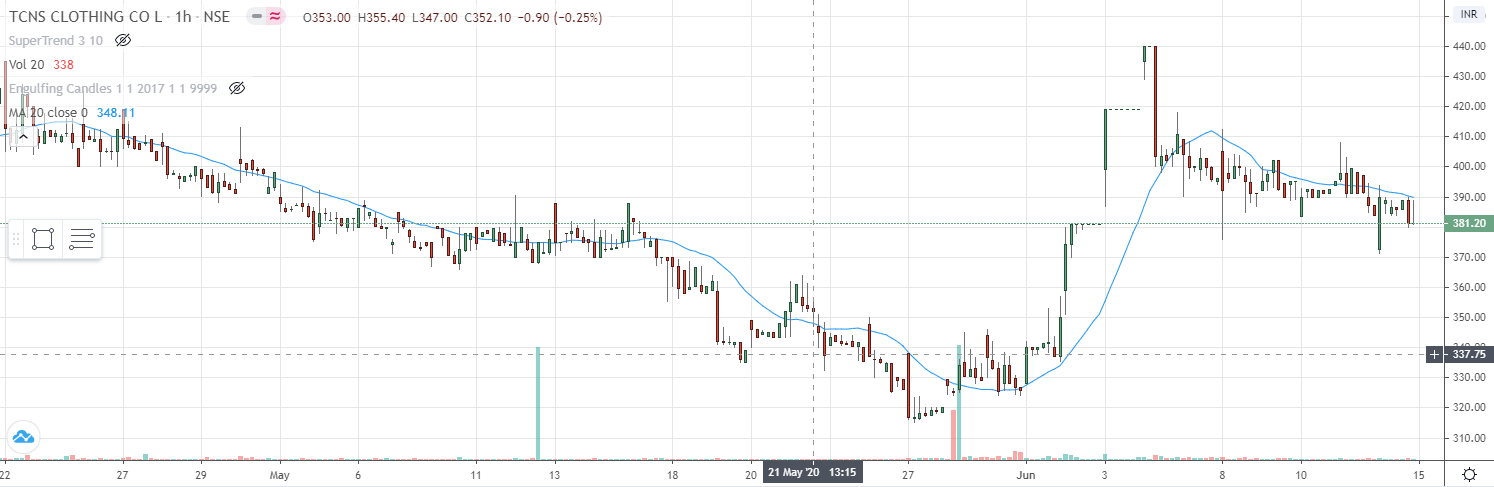 TCNS CLOTHING CO L · 1h · NSE O353.00 H355.40 L347.00 C352.10 −0.90 (−0.25%) INR
SuperTrend 3 10
Vol 20 338
Engulfing Candles 1 1 2017 1 1 9999
MA 20 close 0 348.11
440.00
430.00
420.00
410.00
400.00
390.00
381.20
370.00
360.00
350.00
337.75
330.00
320.00
310.00
22 27 29 May 6 11 13 18 20 21 May '20 13:15 27 Jun 3 8 10 15